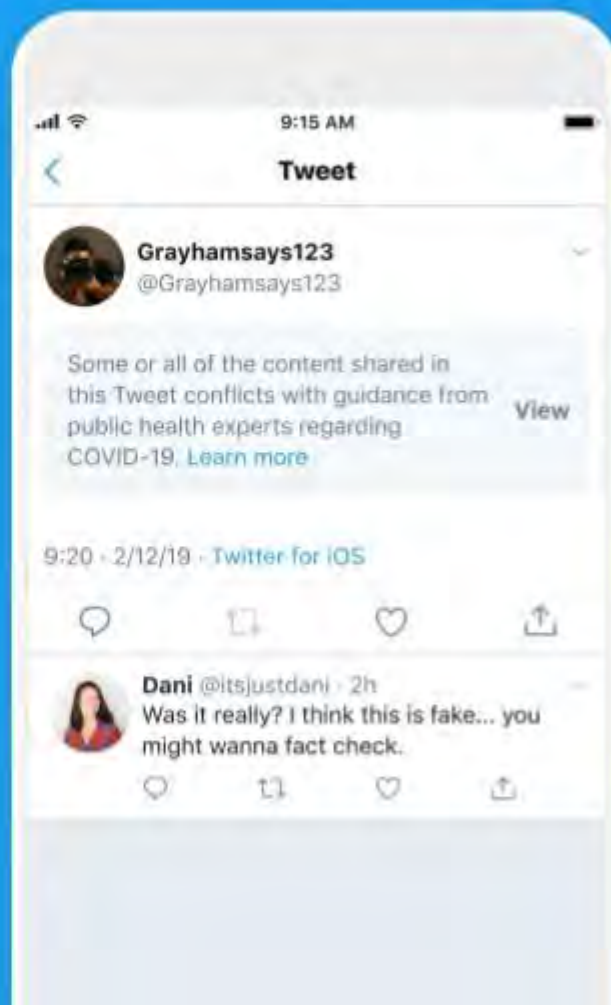 9:15 AM
Tweet
Grayhamsays123
@Grayhamsays123
Some or all of the content shared in
this Tweet conflicts with guidance from
public health experts regarding
COVID-19. Learn more
View
9:20 · 2/12/19 · Twitter for iOS
Dani @itsjustdani · 2h
Was it really? I think this is fake... you
might wanna fact check.